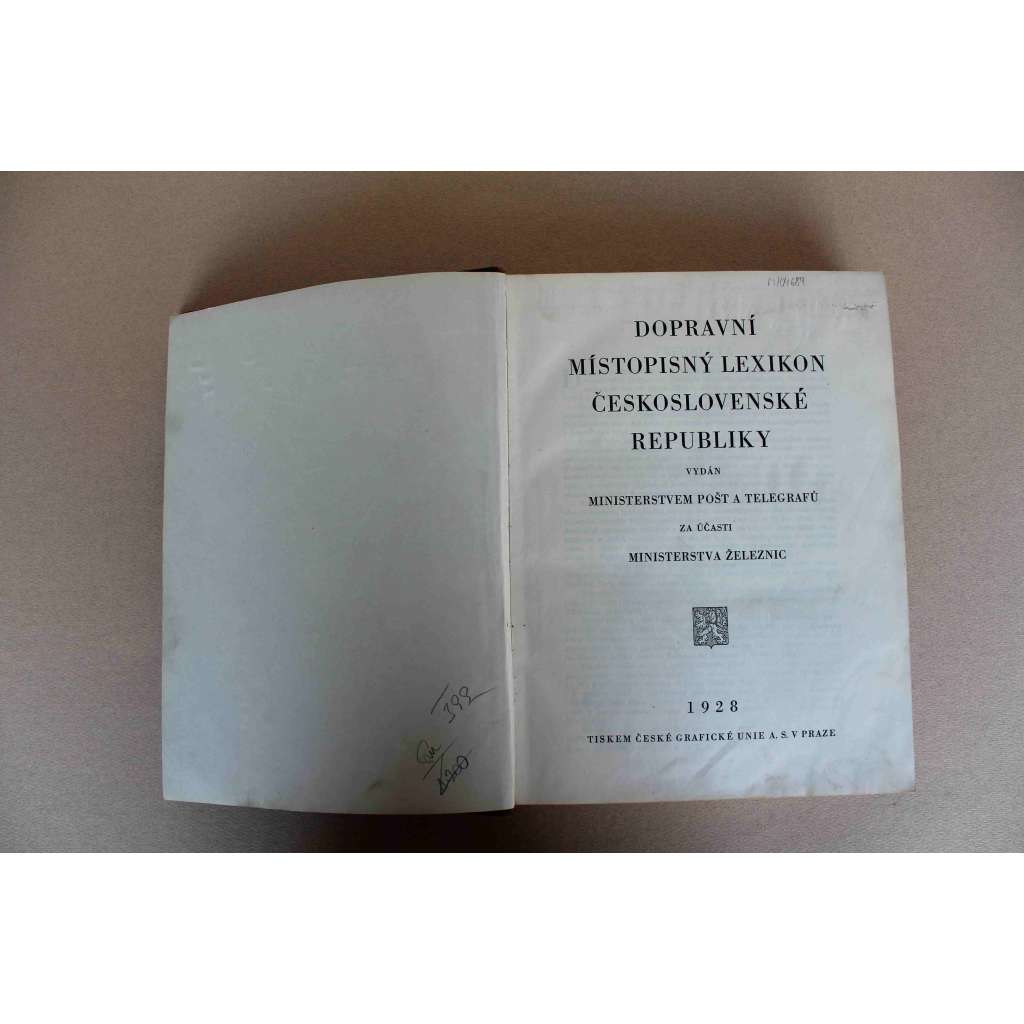 DOPRAVNÍ
MÍSTOPISNÝ LEXIKON
ČESKOSLOVENSKÉ
REPUBLIKY
VYDÁN
MINISTERSTVEM POŠT A TELEGRAFŮ
ZA ÚČASTI
MINISTERSTVA ŽELEZNIC
1928
TISKEM ČESKÉ GRAFICKÉ UNIE A. S. V PRAZE
399